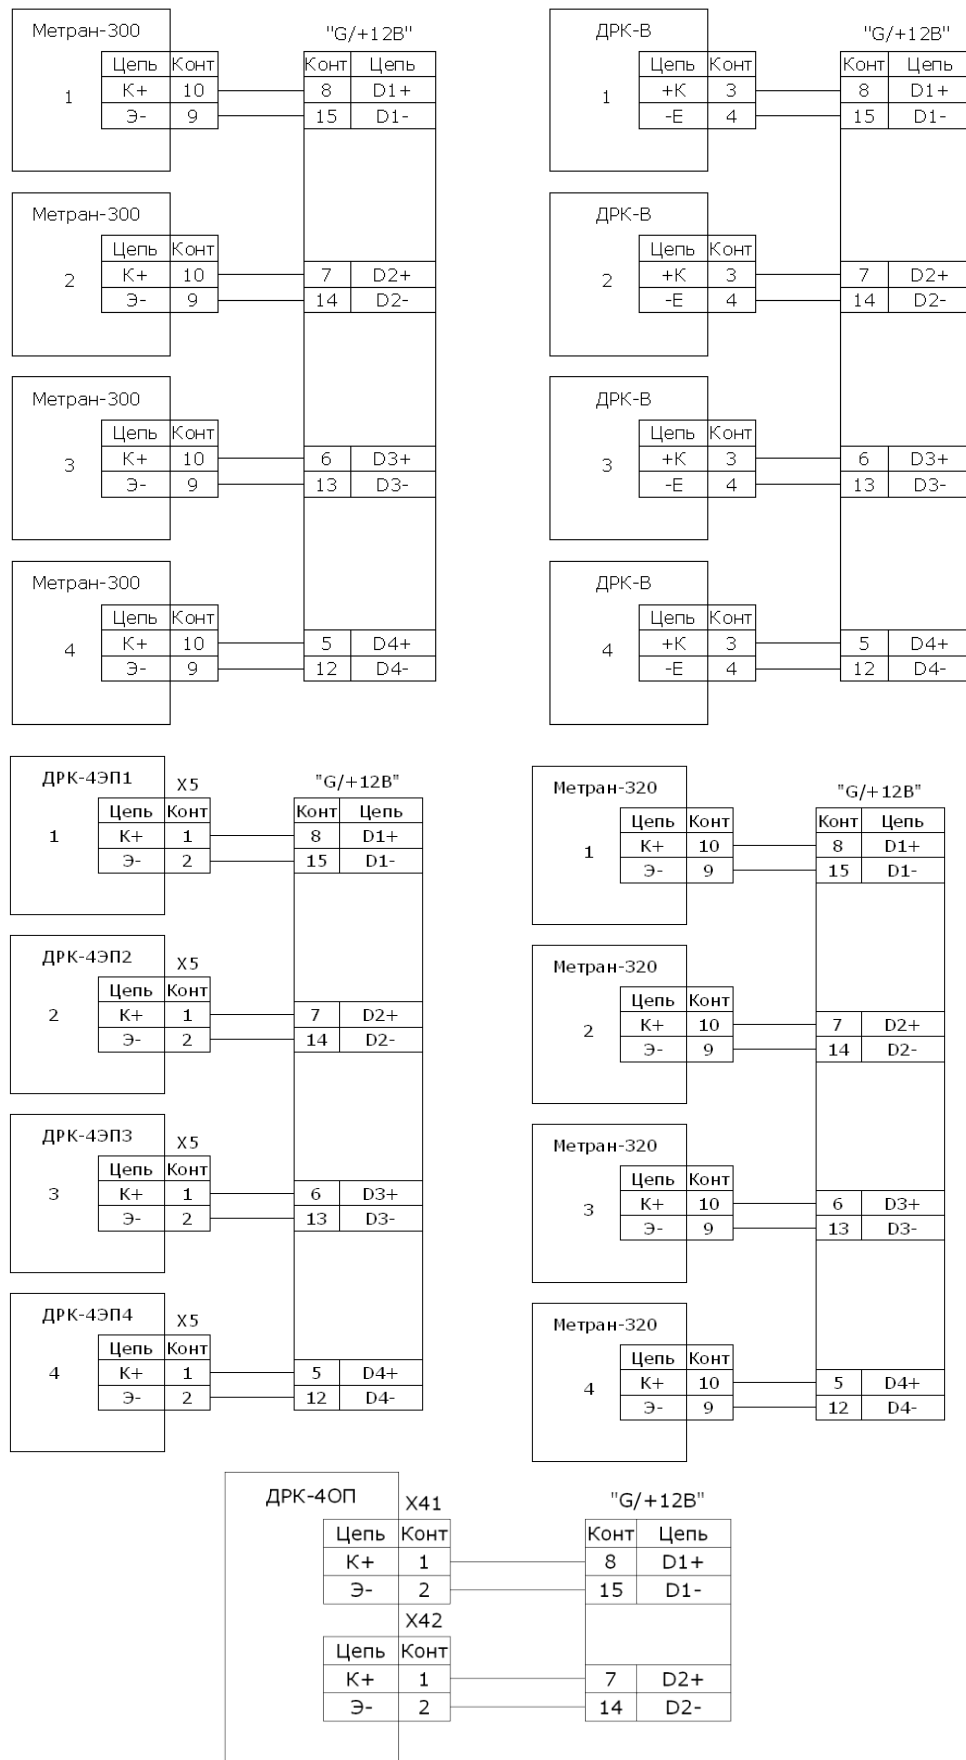 Метран-300
"G/+12В"
Цепь Конт
Конт Цепь
1
К+ 10
8 D1+
Э- 9
15 D1-
Метран-300
Цепь Конт
2
К+ 10
7 D2+
Э- 9
14 D2-
Метран-300
Цепь Конт
3
К+ 10
6 D3+
Э- 9
13 D3-
Метран-300
Цепь Конт
4
К+ 10
5 D4+
Э- 9
12 D4-
ДРК-В
"G/+12В"
Цепь Конт
Конт Цепь
1
+К 3
8 D1+
-Е 4
15 D1-
ДРК-В
Цепь Конт
2
+К 3
7 D2+
-Е 4
14 D2-
ДРК-В
Цепь Конт
3
+К 3
6 D3+
-Е 4
13 D3-
ДРК-В
Цепь Конт
4
+К 3
5 D4+
-Е 4
12 D4-
ДРК-4ЭП1
X5
"G/+12В"
Цепь Конт
Конт Цепь
1
К+ 1
8 D1+
Э- 2
15 D1-
ДРК-4ЭП2
X5
Цепь Конт
2
К+ 1
7 D2+
Э- 2
14 D2-
ДРК-4ЭП3
X5
Цепь Конт
3
К+ 1
6 D3+
Э- 2
13 D3-
ДРК-4ЭП4
X5
Цепь Конт
4
К+ 1
5 D4+
Э- 2
12 D4-
Метран-320
"G/+12В"
Цепь Конт
Конт Цепь
1
К+ 10
8 D1+
Э- 9
15 D1-
Метран-320
Цепь Конт
2
К+ 10
7 D2+
Э- 9
14 D2-
Метран-320
Цепь Конт
3
К+ 10
6 D3+
Э- 9
13 D3-
Метран-320
Цепь Конт
4
К+ 10
5 D4+
Э- 9
12 D4-
ДРК-4ОП
X41
"G/+12В"
Цепь Конт
Конт Цепь
К+ 1
8 D1+
Э- 2
15 D1-
X42
Цепь Конт
К+ 1
7 D2+
Э- 2
14 D2-